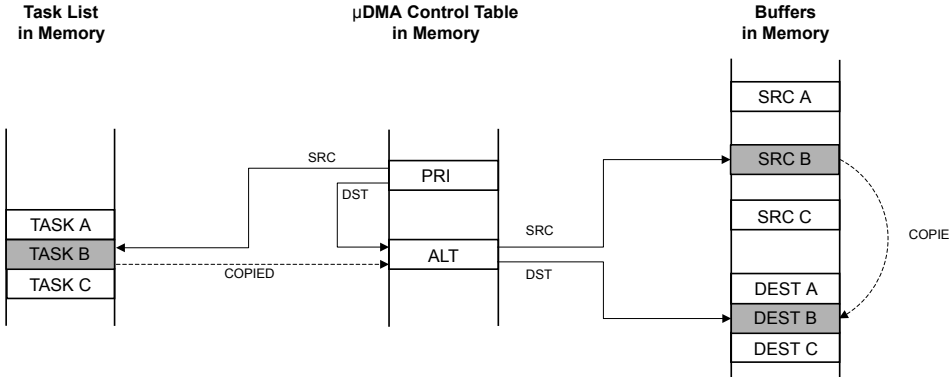 Task List
in Memory
µDMA Control Table
in Memory
Buffers
in Memory
SRC A
SRC
SRC B
PRI
DST
TASK A
SRC C
SRC
COPIE
TASK B
ALT
COPIED
DST
TASK C
DEST A
DEST B
DEST C